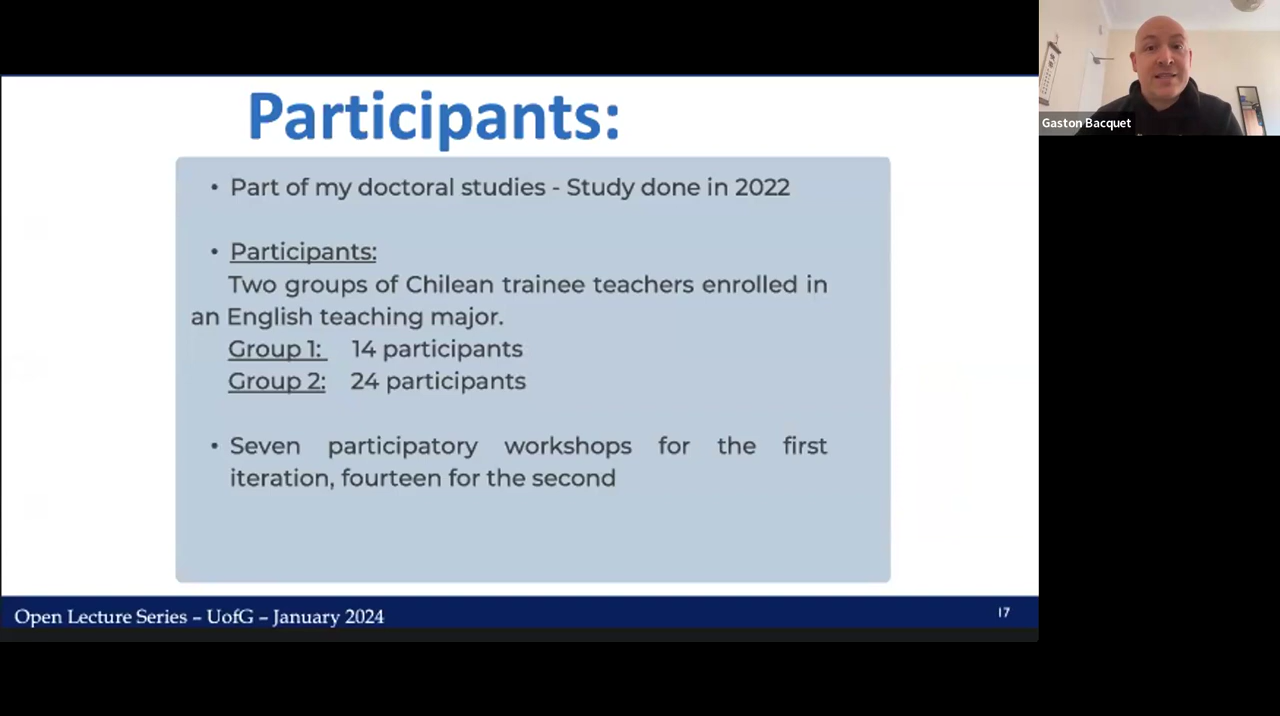 Participants:
• Part of my doctoral studies - Study done in 2022
• Participants:
Two groups of Chilean trainee teachers enrolled in
an English teaching major.
Group 1: 14 participants
Group 2: 24 participants
• Seven participatory workshops for the first
iteration, fourteen for the second
Open Lecture Series – UofG – January 2024
17
Gaston Bacquet